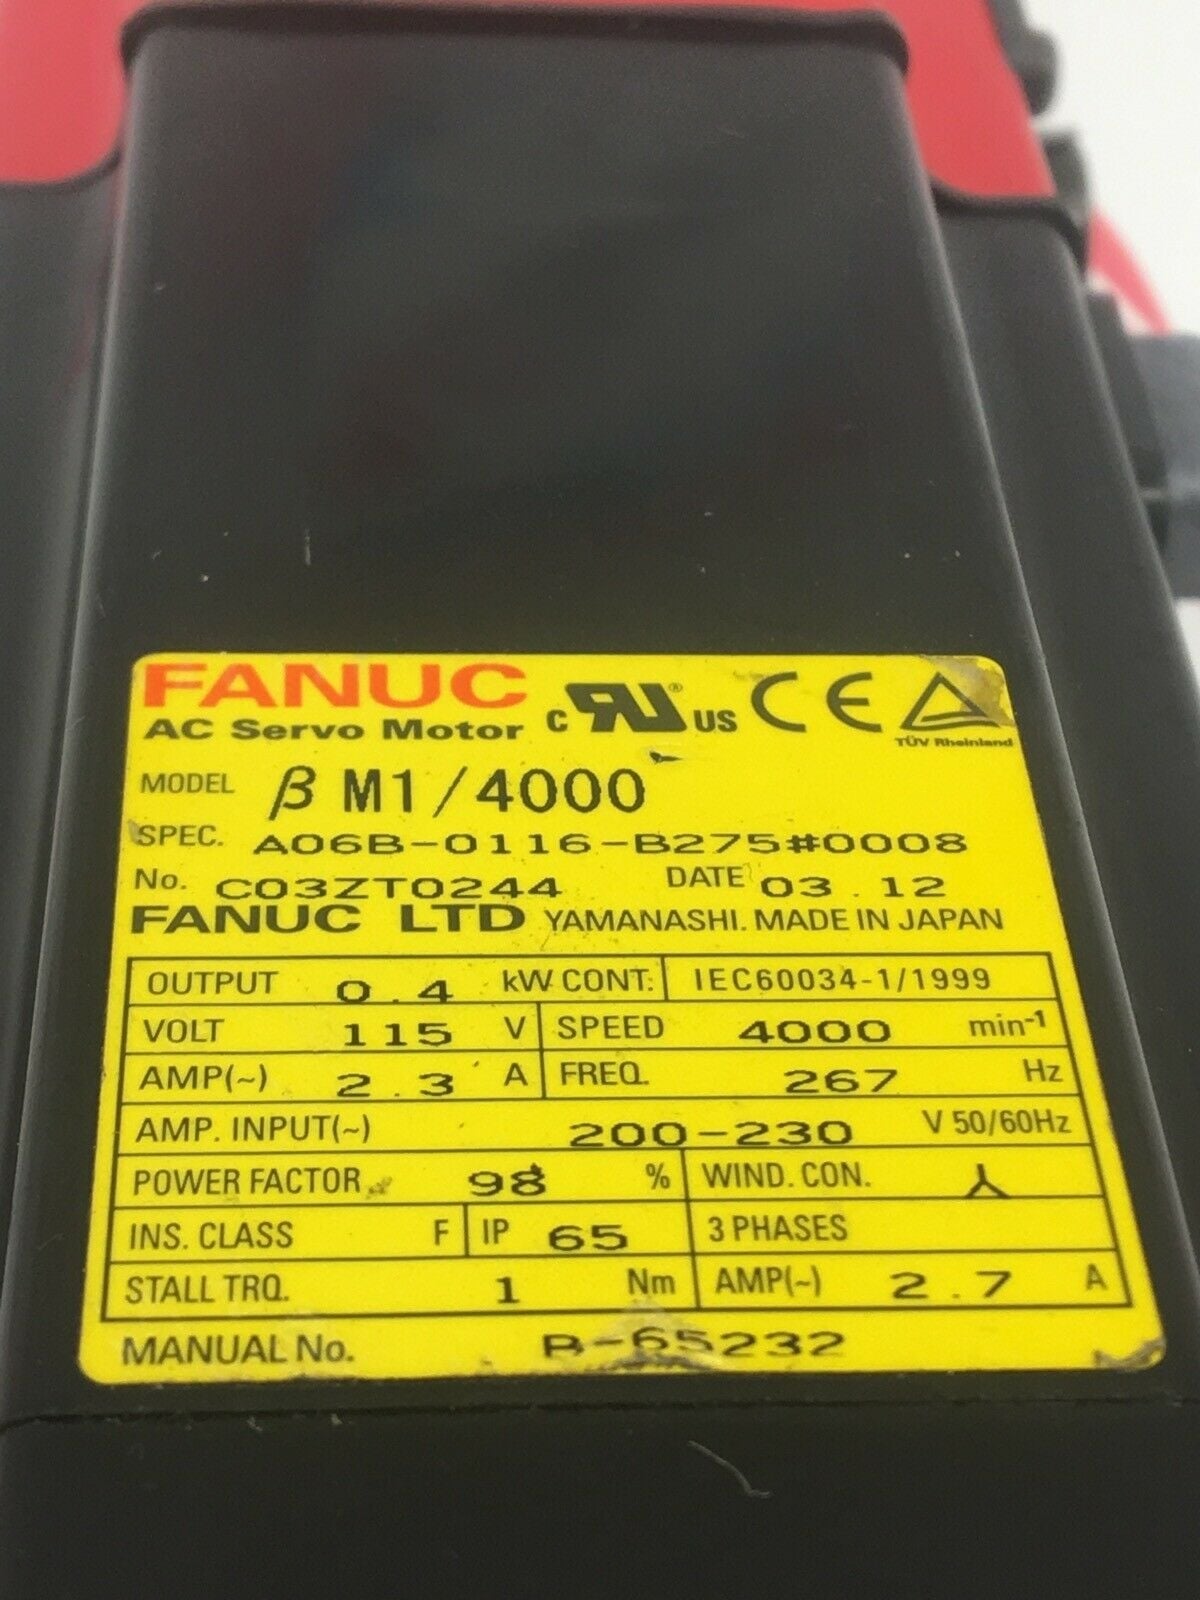 FANUC
AC Servo Motor c RU ® US CE TÜV Rheinland
MODEL β M1/4000
SPEC. A06B-0116-B275#0008
No. C03ZT0244 DATE 03.12
FANUC LTD YAMANASHI. MADE IN JAPAN
OUTPUT 0.4 kW CONT. IEC60034-1/1999
VOLT 115 V SPEED 4000 min-1
AMP(~) 2.3 A FREQ. 267 Hz
AMP. INPUT(~) 200-230 V 50/60Hz
POWER FACTOR 98 % WIND. CON. 人
INS. CLASS F IP 65 3 PHASES
STALL TRQ. 1 Nm AMP(~) 2.7 A
MANUAL No. B-65232